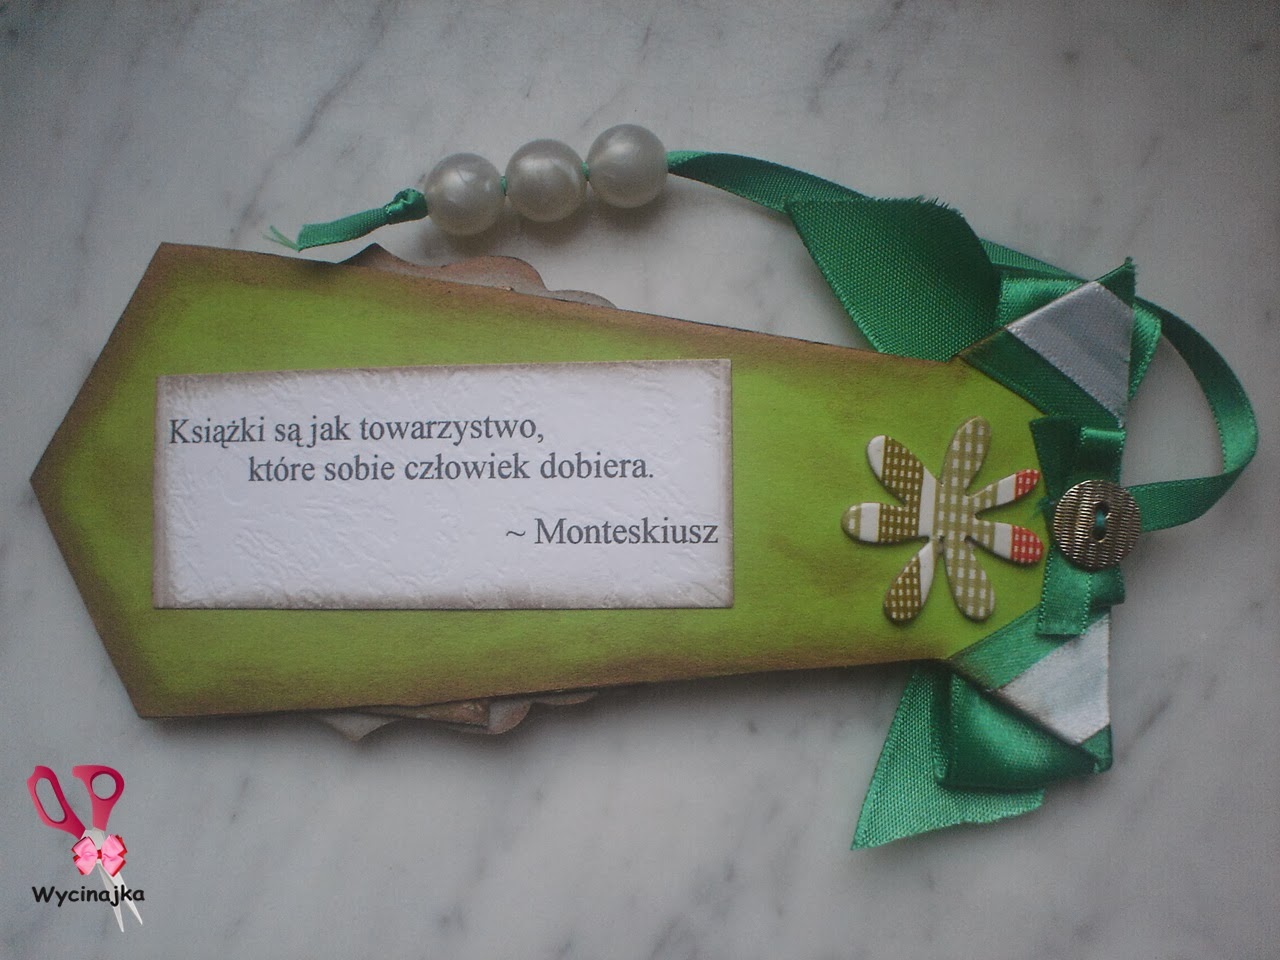 Książki są jak towarzystwo,
które sobie człowiek dobiera.
~ Monteskiusz
Wycinajka